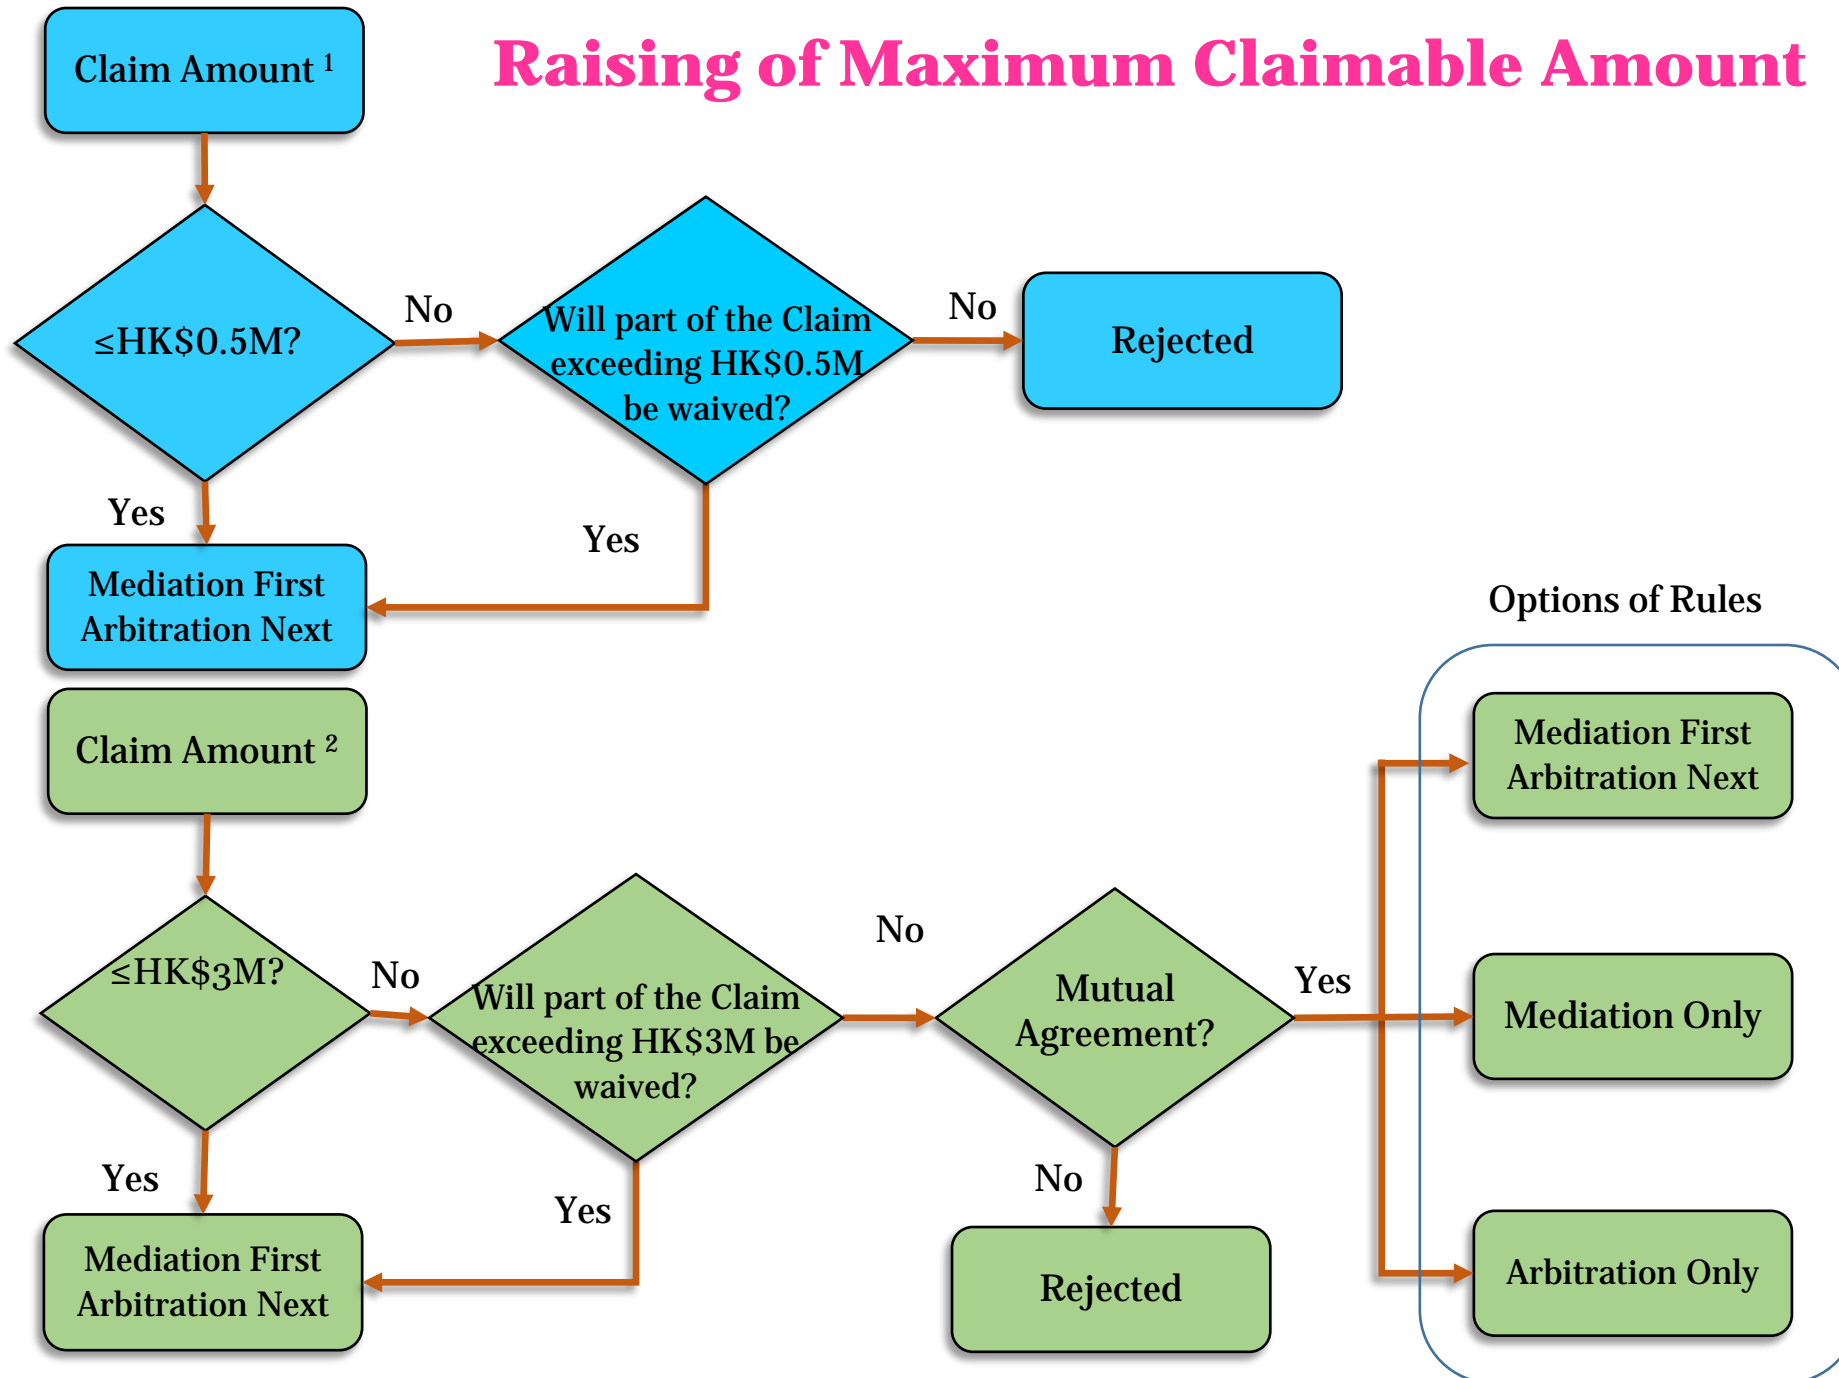 Raising of Maximum Claimable Amount
Claim Amount ¹
≤HK$0.5M?
No
Will part of the Claim
exceeding HK$0.5M
be waived?
No
Rejected
Yes
Yes
Mediation First
Arbitration Next
Claim Amount ²
≤HK$3M?
No
Will part of the Claim
exceeding HK$3M be
waived?
No
Mutual
Agreement?
Yes
Options of Rules
Mediation First
Arbitration Next
Mediation Only
Arbitration Only
Yes
Yes
No
Mediation First
Arbitration Next
Rejected